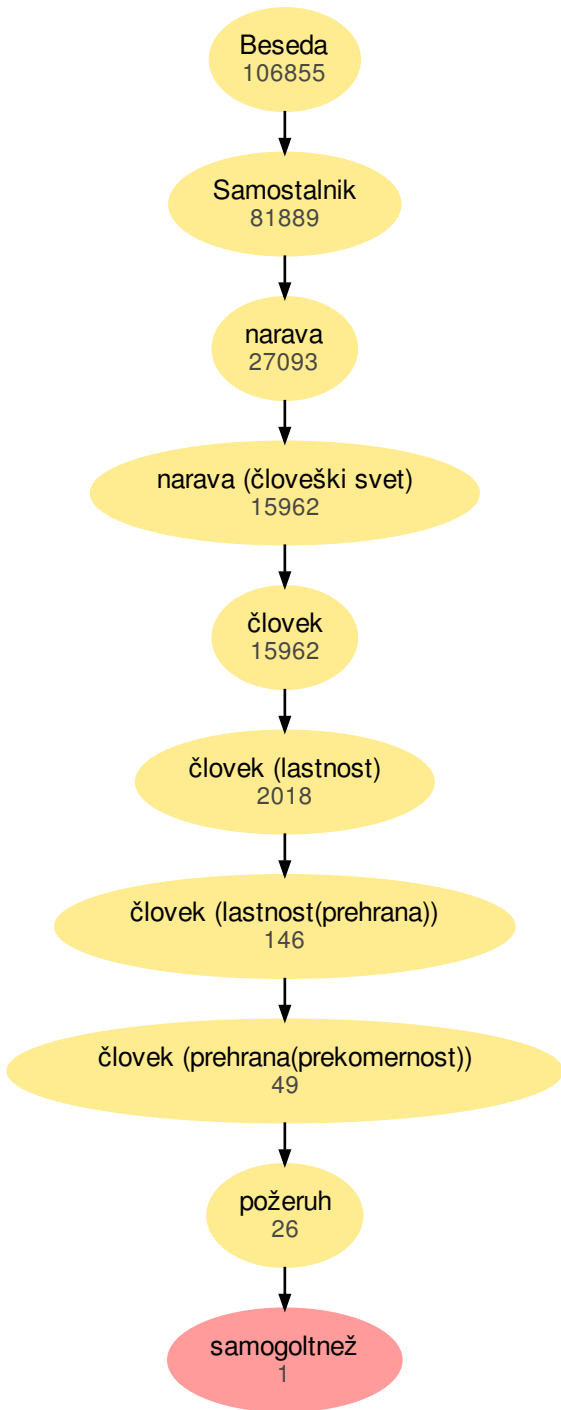 Beseda
106855
Samostalnik
81889
narava
27093
narava (človeški svet)
15962
človek
15962
človek (lastnost)
2018
človek (lastnost(prehrana))
146
človek (prehrana(prekomernost))
49
požeruh
26
samogoltnež
1